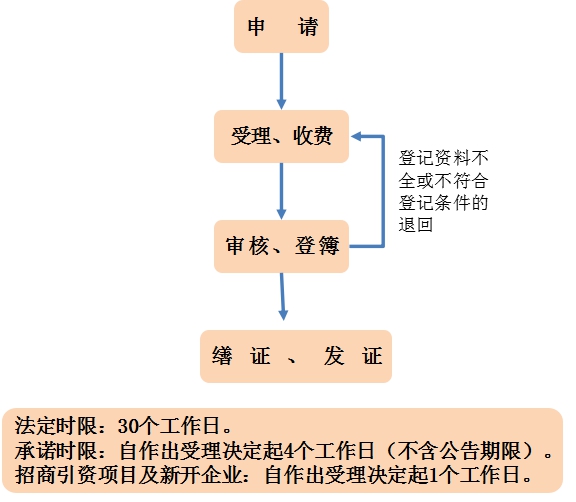 申 请
受理、收费
登记资料不
全或不符合
登记条件的
退回
审核、登簿
缮 证 、 发 证
法定时限：30个工作日。
承诺时限：自作出受理决定起4个工作日（不含公告期限）。
招商引资项目及新开企业：自作出受理决定起1个工作日。